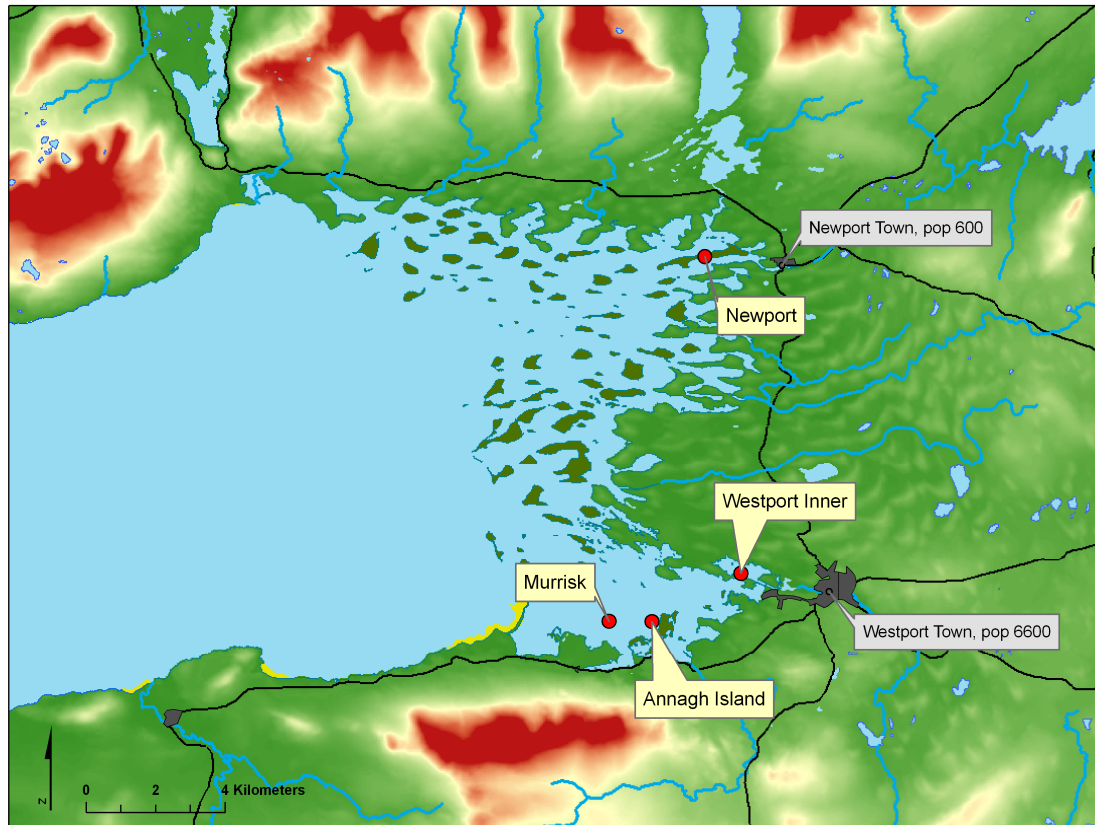 Newport Town, pop 600
Newport
Westport Inner
Murrisk
Westport Town, pop 6600
Annagh Island
N
0 2 4 Kilometers